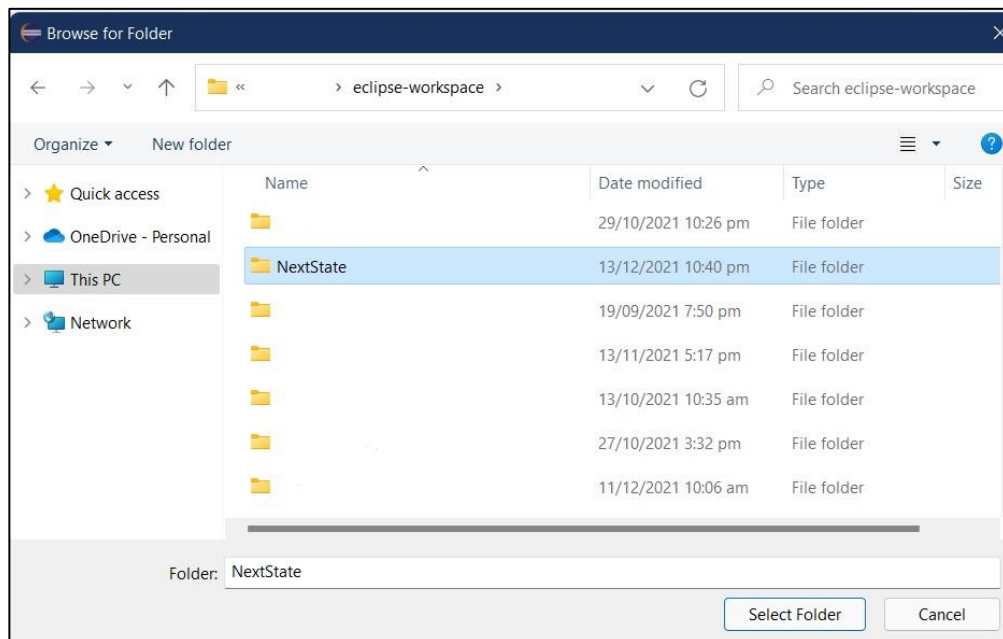 Browse for Folder
« > eclipse-workspace >
Search eclipse-workspace
Organize
New folder
Name
Date modified
Type
Size
Quick access
OneDrive - Personal
This PC
Network
29/10/2021 10:26 pm File folder
NextState 13/12/2021 10:40 pm File folder
19/09/2021 7:50 pm File folder
13/11/2021 5:17 pm File folder
13/10/2021 10:35 am File folder
27/10/2021 3:32 pm File folder
11/12/2021 10:06 am File folder
Folder: NextState
Select Folder
Cancel